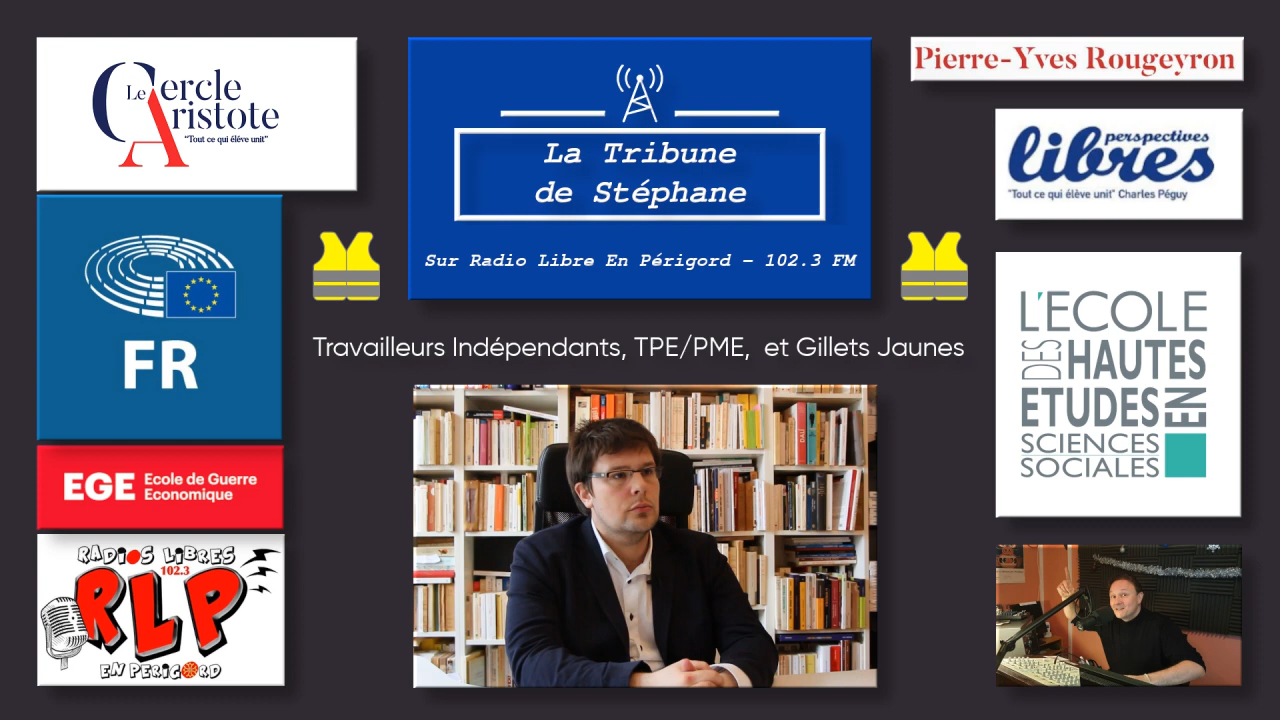 Le Cercle
Aristote
"Tout ce qui élève unit"
La Tribune
de Stéphane
Sur Radio Libre En Périgord – 102.3 FM
Pierre-Yves Rougeyron
perspectives
libres
"Tout ce qui élève unit" Charles Péguy
FR
Travailleurs Indépendants, TPE/PME,  et Gillets Jaunes
L'ECOLE
DES HAUTES
ETUDES EN
SCIENCES
SOCIALES
EGE Ecole de Guerre
Economique
RADIOS LIBRES
102.3
RLP
EN PERIGORD
DALÍ